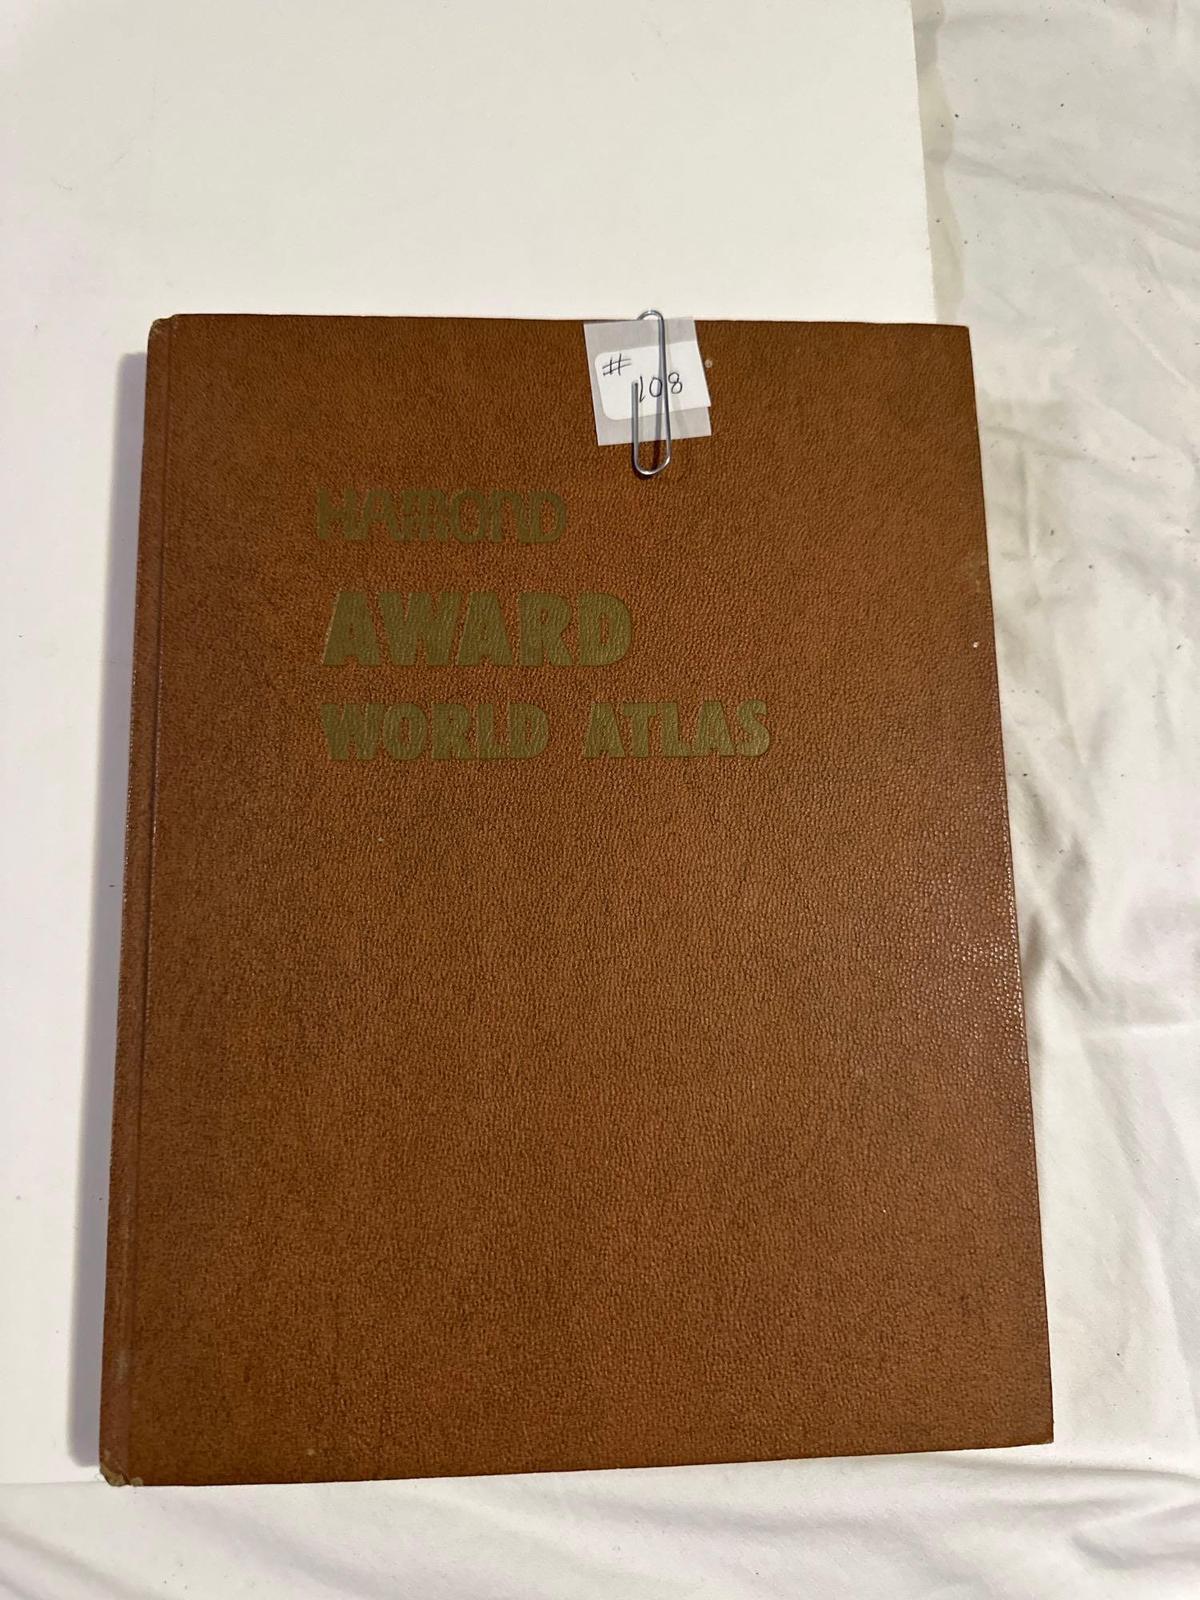 # 108
HAMMOND
AWARD
WORLD ATLAS